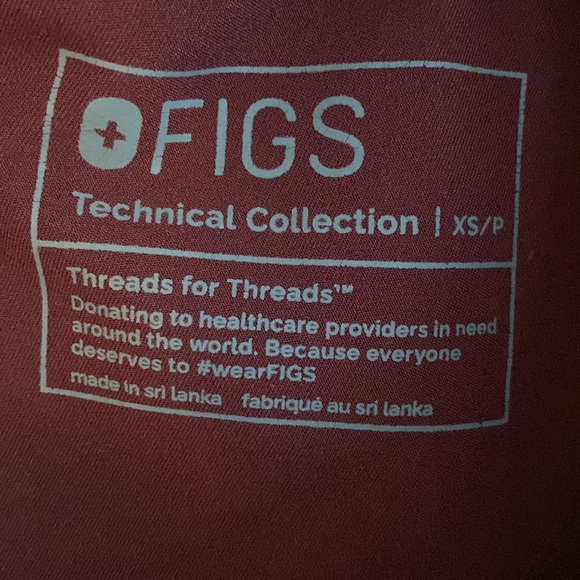 FIGS
Technical Collection | XS/P
Threads for Threads™
Donating to healthcare providers in need
around the world. Because everyone
deserves to #wearFIGS
made in sri lanka fabriqué au sri lanka